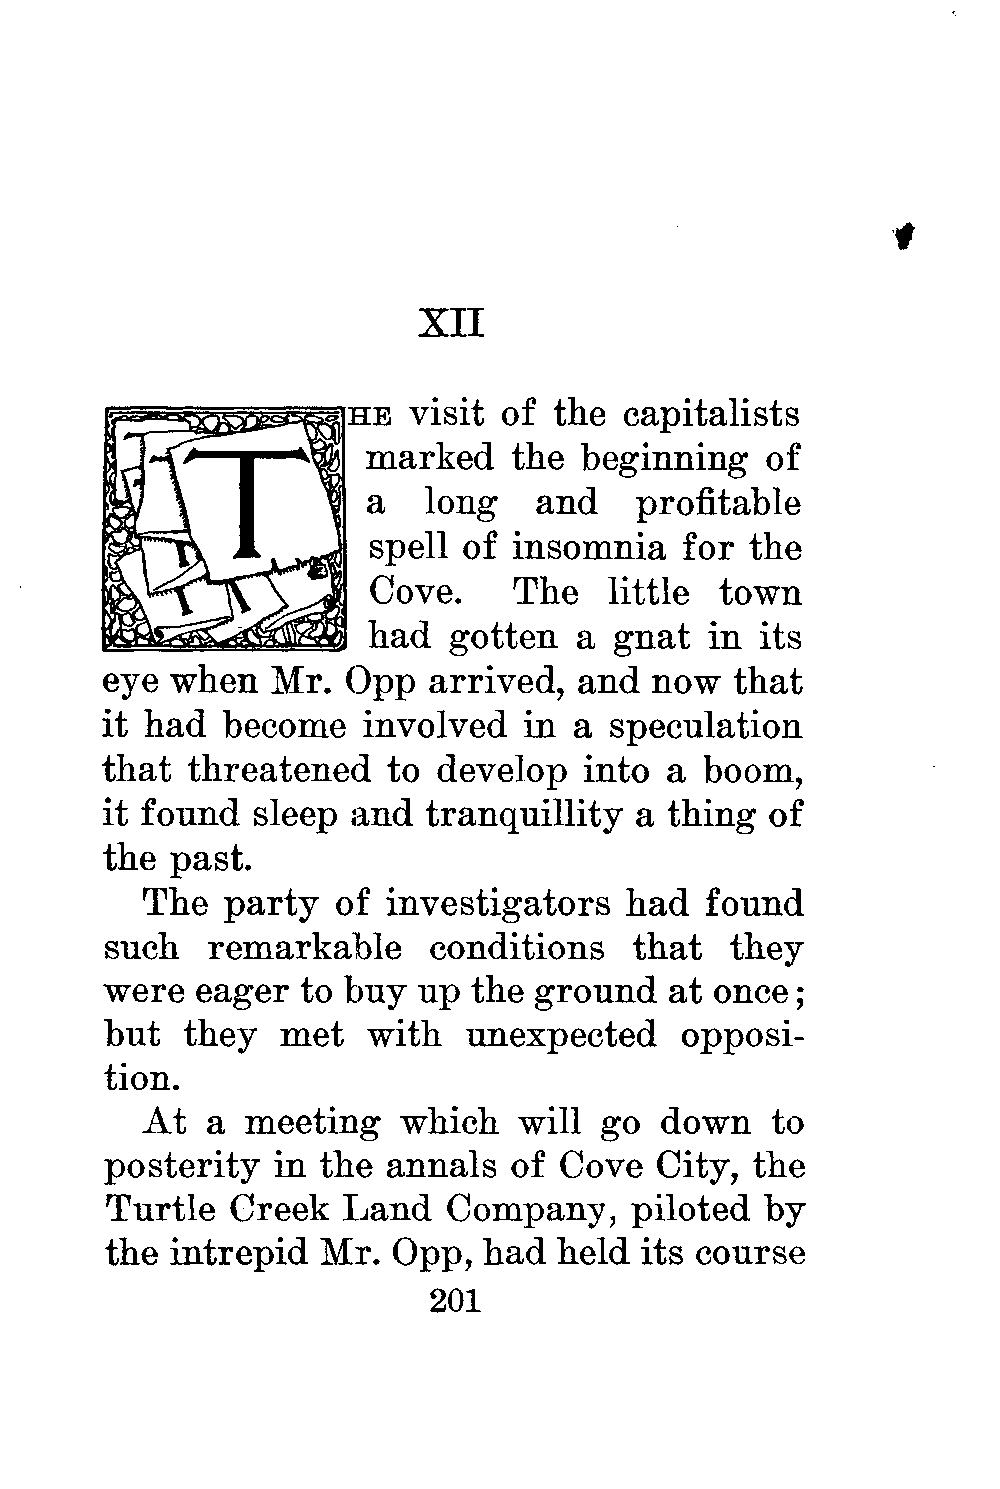 XII
THE visit of the capitalists
marked the beginning of
a long and profitable
spell of insomnia for the
Cove. The little town
had gotten a gnat in its
eye when Mr. Opp arrived, and now that
it had become involved in a speculation
that threatened to develop into a boom,
it found sleep and tranquillity a thing of
the past.
The party of investigators had found
such remarkable conditions that they
were eager to buy up the ground at once;
but they met with unexpected opposi-
tion.
At a meeting which will go down to
posterity in the annals of Cove City, the
Turtle Creek Land Company, piloted by
the intrepid Mr. Opp, had held its course
201